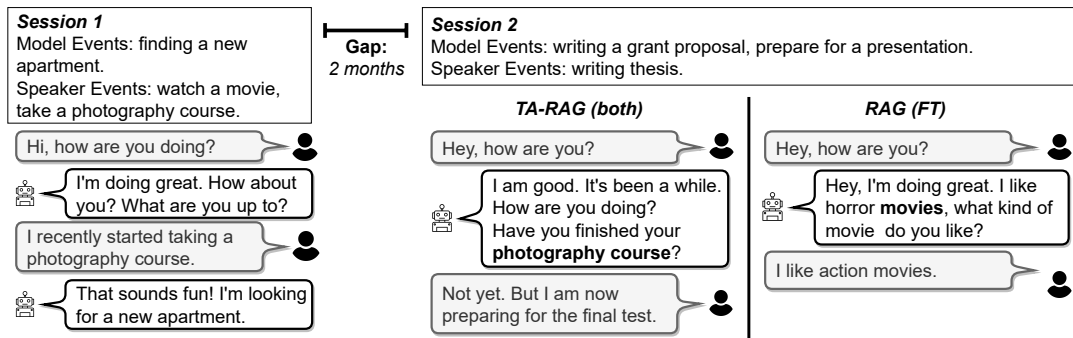 Session 1
Model Events: finding a new
apartment.
Speaker Events: watch a movie,
take a photography course.
Gap:
2 months
Session 2
Model Events: writing a grant proposal, prepare for a presentation.
Speaker Events: writing thesis.
Hi, how are you doing?
I'm doing great. How about
you? What are you up to?
I recently started taking a
photography course.
That sounds fun! I'm looking
for a new apartment.
TA-RAG (both)
Hey, how are you?
I am good. It's been a while.
How are you doing?
Have you finished your
photography course?
Not yet. But I am now
preparing for the final test.
RAG (FT)
Hey, how are you?
Hey, I'm doing great. I like
horror movies, what kind of
movie do you like?
I like action movies.